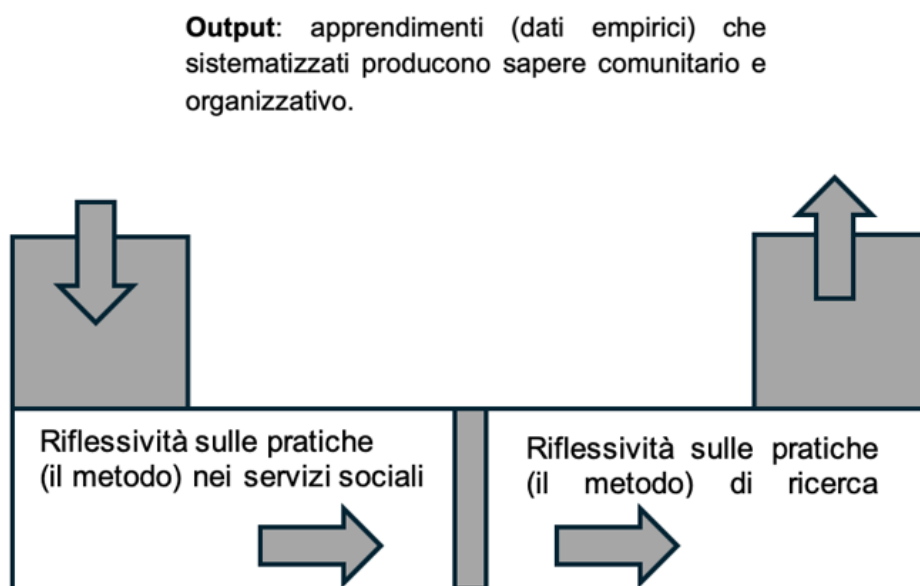 Output: apprendimenti (dati empirici) che
sistematizzati producono sapere comunitario e
organizzativo.
Riflessività sulle pratiche
(il metodo) nei servizi sociali
Riflessività sulle pratiche
(il metodo) di ricerca